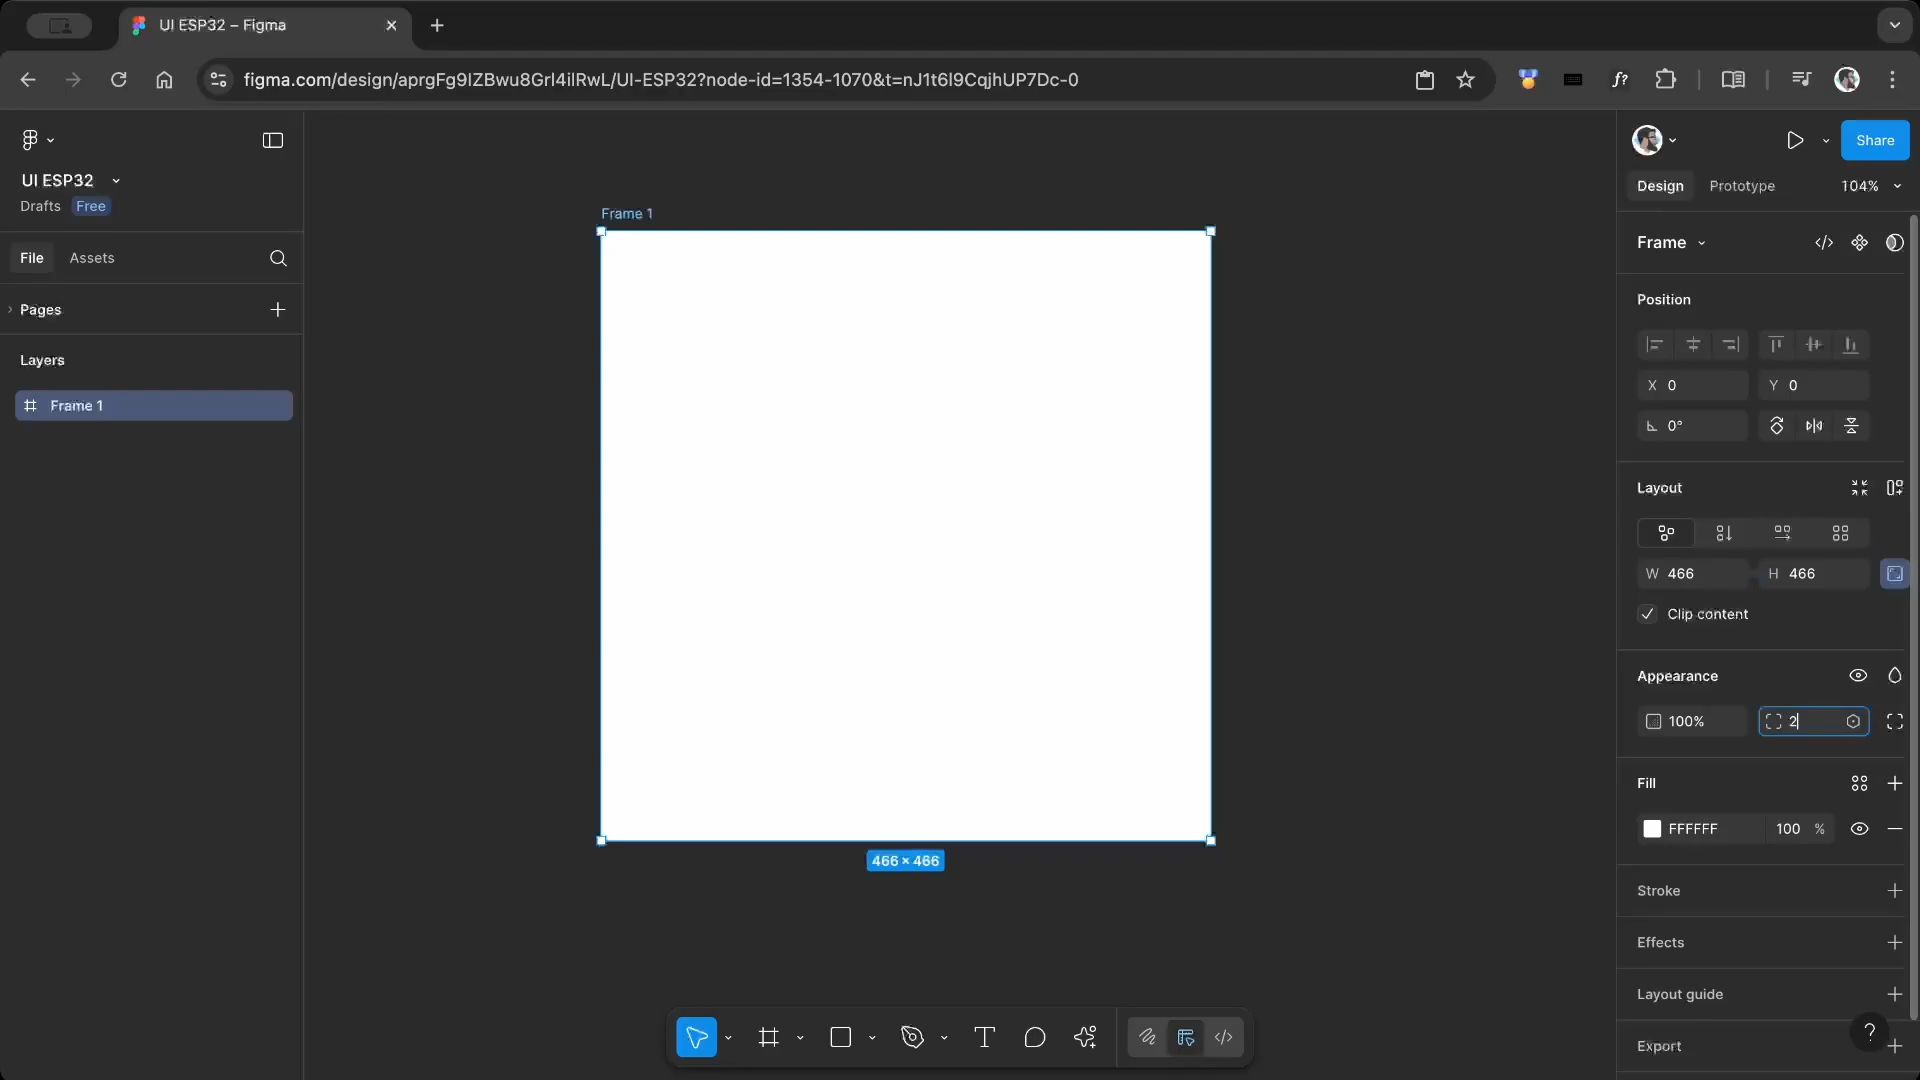 UI ESP32 – Figma
figma.com/design/aprgFg9lZBwu8GrI4ilRwL/UI-ESP32?node-id=1354-1070&t=nJ1t6l9CqjhUP7Dc-0
f?
UI ESP32
Drafts Free
File Assets
Pages
Layers
Frame 1
Frame 1
466 × 466
Share
Design Prototype 104%
Frame
Position
X 0 Y 0
0°
Layout
W 466 H 466
Clip content
Appearance
100% 2
Fill
FFFFFF 100 %
Stroke
Effects
Layout guide
Export
?